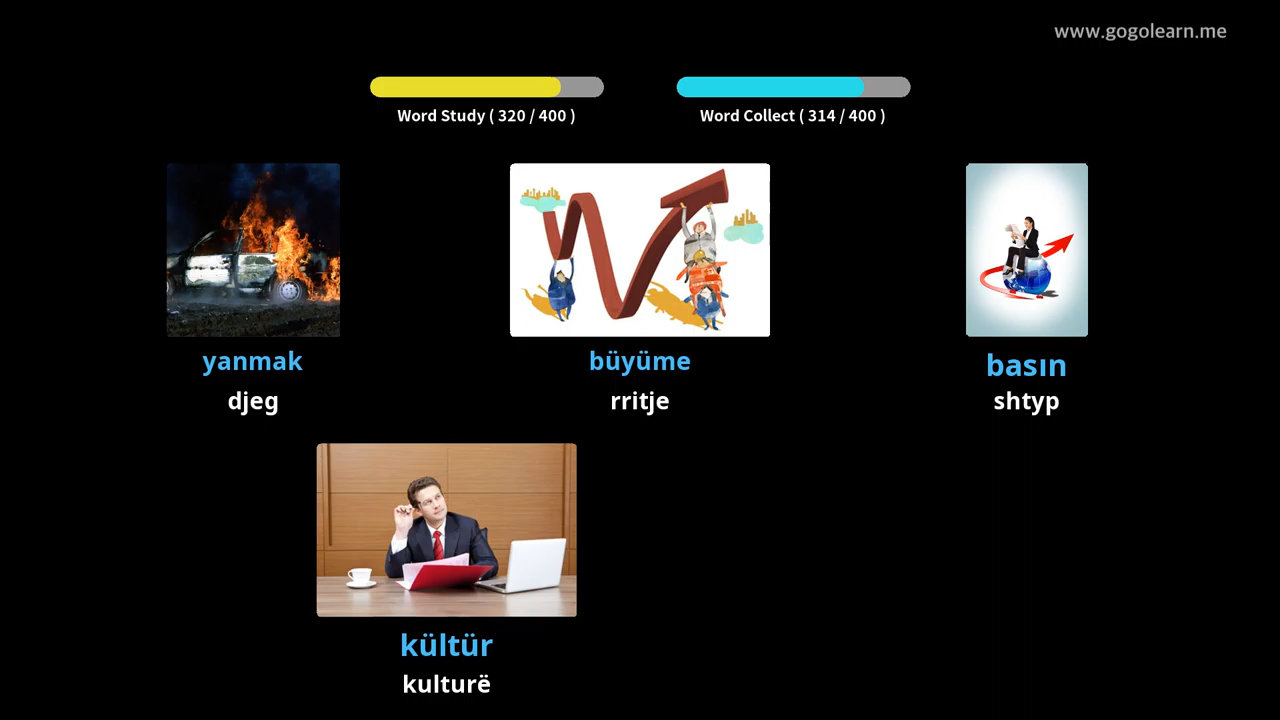 www.gogolearn.me
Word Study ( 320 / 400 )
Word Collect ( 314 / 400 )
yanmak
djeg
büyüme
rritje
basın
shtyp
kültür
kulturë